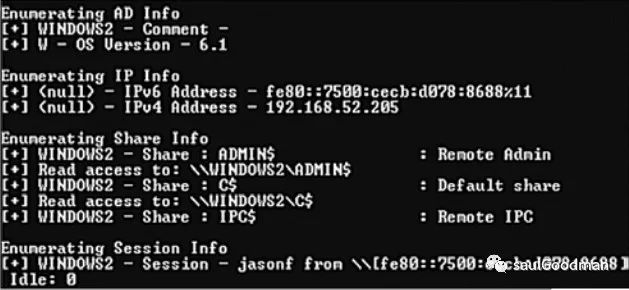 Enumerating AD Info
[+] WINDOWS2 - Comment -
[+] W - OS Version - 6.1
Enumerating IP Info
[+] (null) - IPv6 Address - fe80::7500:cecb:d078:8688%11
[+] (null) - IPv4 Address - 192.168.52.205
Enumerating Share Info
[+] WINDOWS2 - Share : ADMIN$ : Remote Admin
[+] Read access to: \\WINDOWS2\ADMIN$
[+] WINDOWS2 - Share : C$ : Default share
[+] Read access to: \\WINDOWS2\C$
[+] WINDOWS2 - Share : IPC$ : Remote IPC
Enumerating Session Info
[+] WINDOWS2 - Session - jasonf from \\[fe80::7500:
Idle: 0
saulGoodman